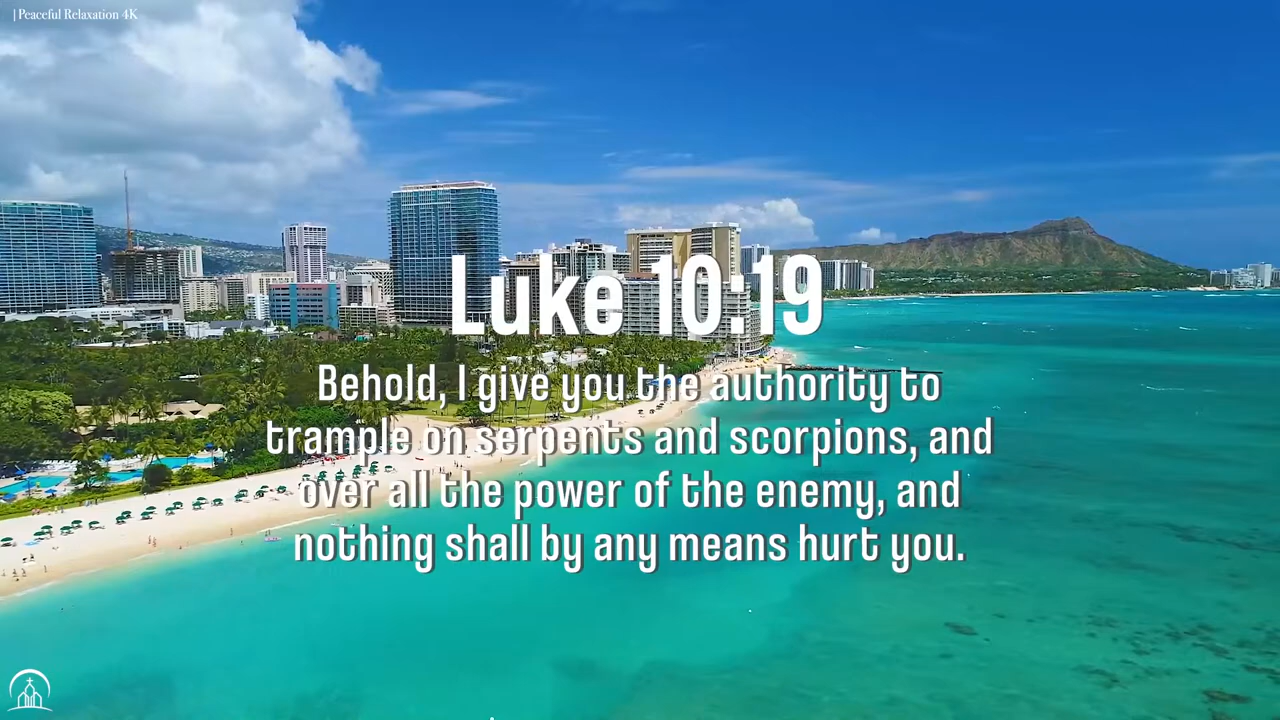 | Peaceful Relaxation 4K
Luke 10:19
Behold, I give you the authority to
trample on serpents and scorpions, and
over all the power of the enemy, and
nothing shall by any means hurt you.